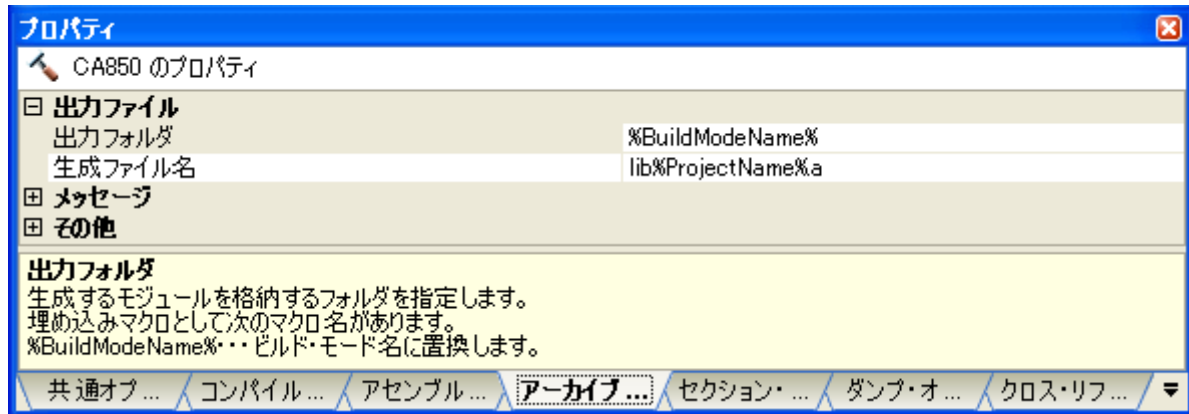 プロパティ
CA850 のプロパティ
出力ファイル
出力フォルダ %BuildModeName%
生成ファイル名 lib%ProjectName%.a
メッセージ
その他
出力フォルダ
生成するモジュールを格納するフォルダを指定します。
埋め込みマクロとして次のマクロ名があります。
%BuildModeName%・・・ビルド・モード名に置換します。
共通オプ... コンパイル... アセンブル... アーカイブ... セクション・... ダンプ・オ... クロス・リフ...